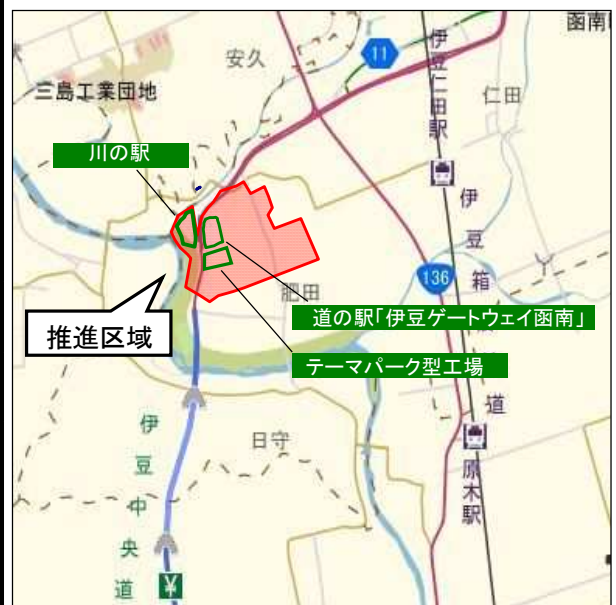 函南
安久
11
伊豆仁田駅
仁田
三島工業団地
川の駅
伊豆箱
136
肥田
道の駅「伊豆ゲートウェイ函南」
推進区域
テーマパーク型工場
道
日守
原木駅
伊豆中央道
¥